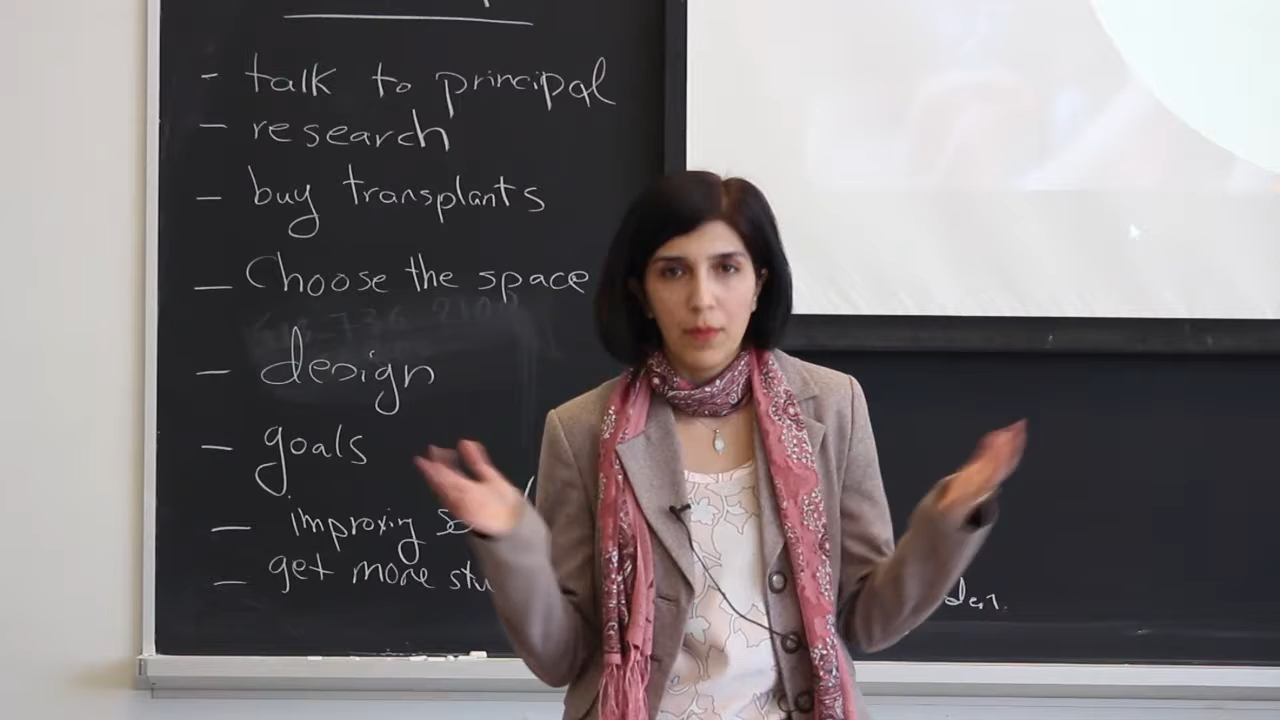 - talk to principal
- research
- buy transplants
- Choose the space
- design
- goals
- improving
- get more